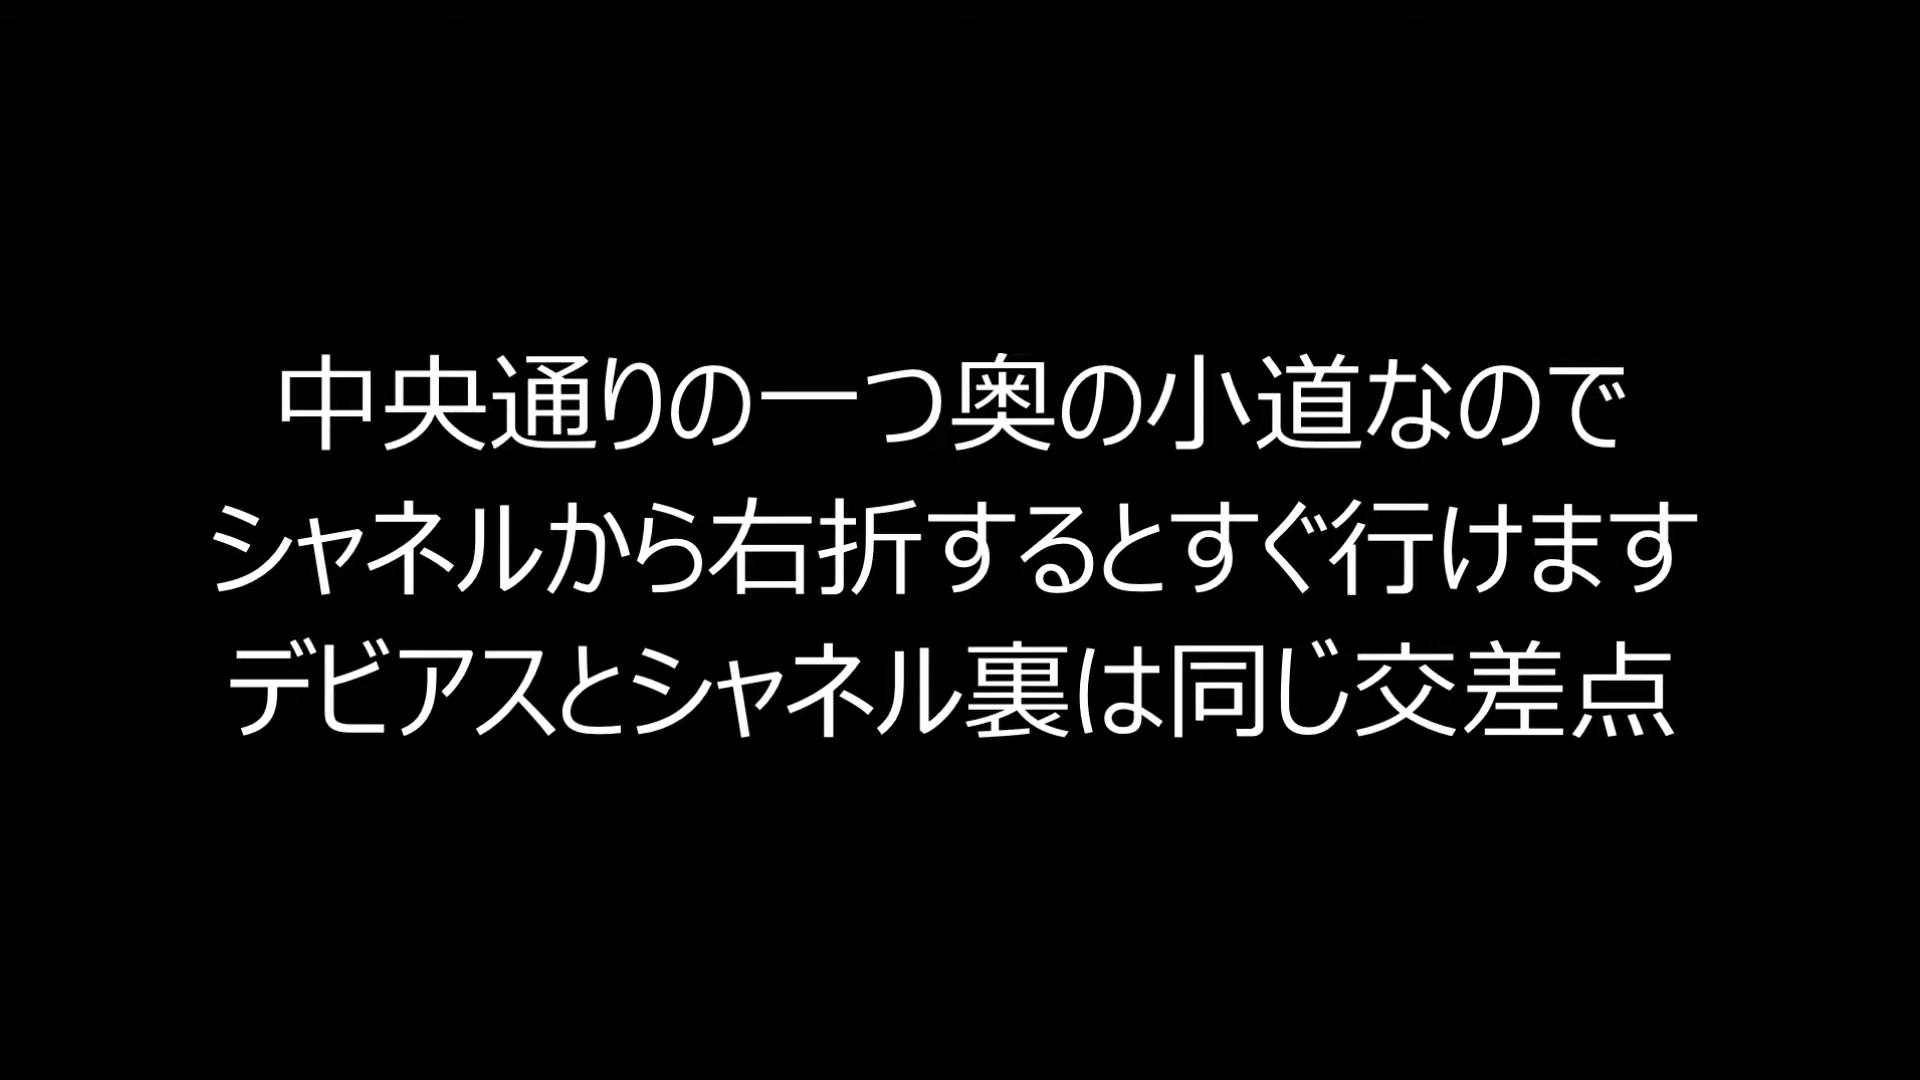 中央通りの一つ奥の小道なので
シャネルから右折するとすぐ行けます
デビアスとシャネル裏は同じ交差点